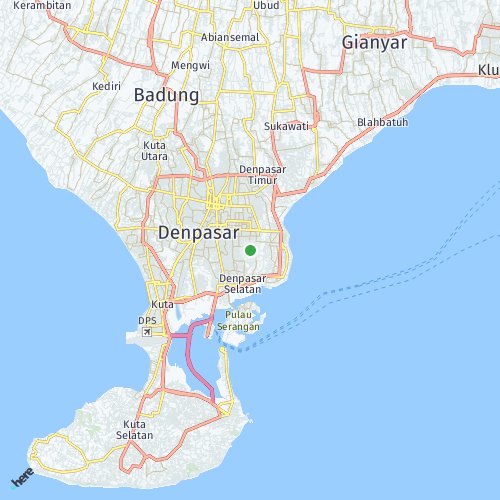 Kerambitan
Ubud
Abiansemal
Gianyar
Mengwi
Klu
Kediri
Badung
Sukawati
Blahbatuh
Kuta
Utara
Denpasar
Timur
Denpasar
Denpasar
Selatan
Kuta
Pulau
Serangan
DPS
Kuta
Selatan
here